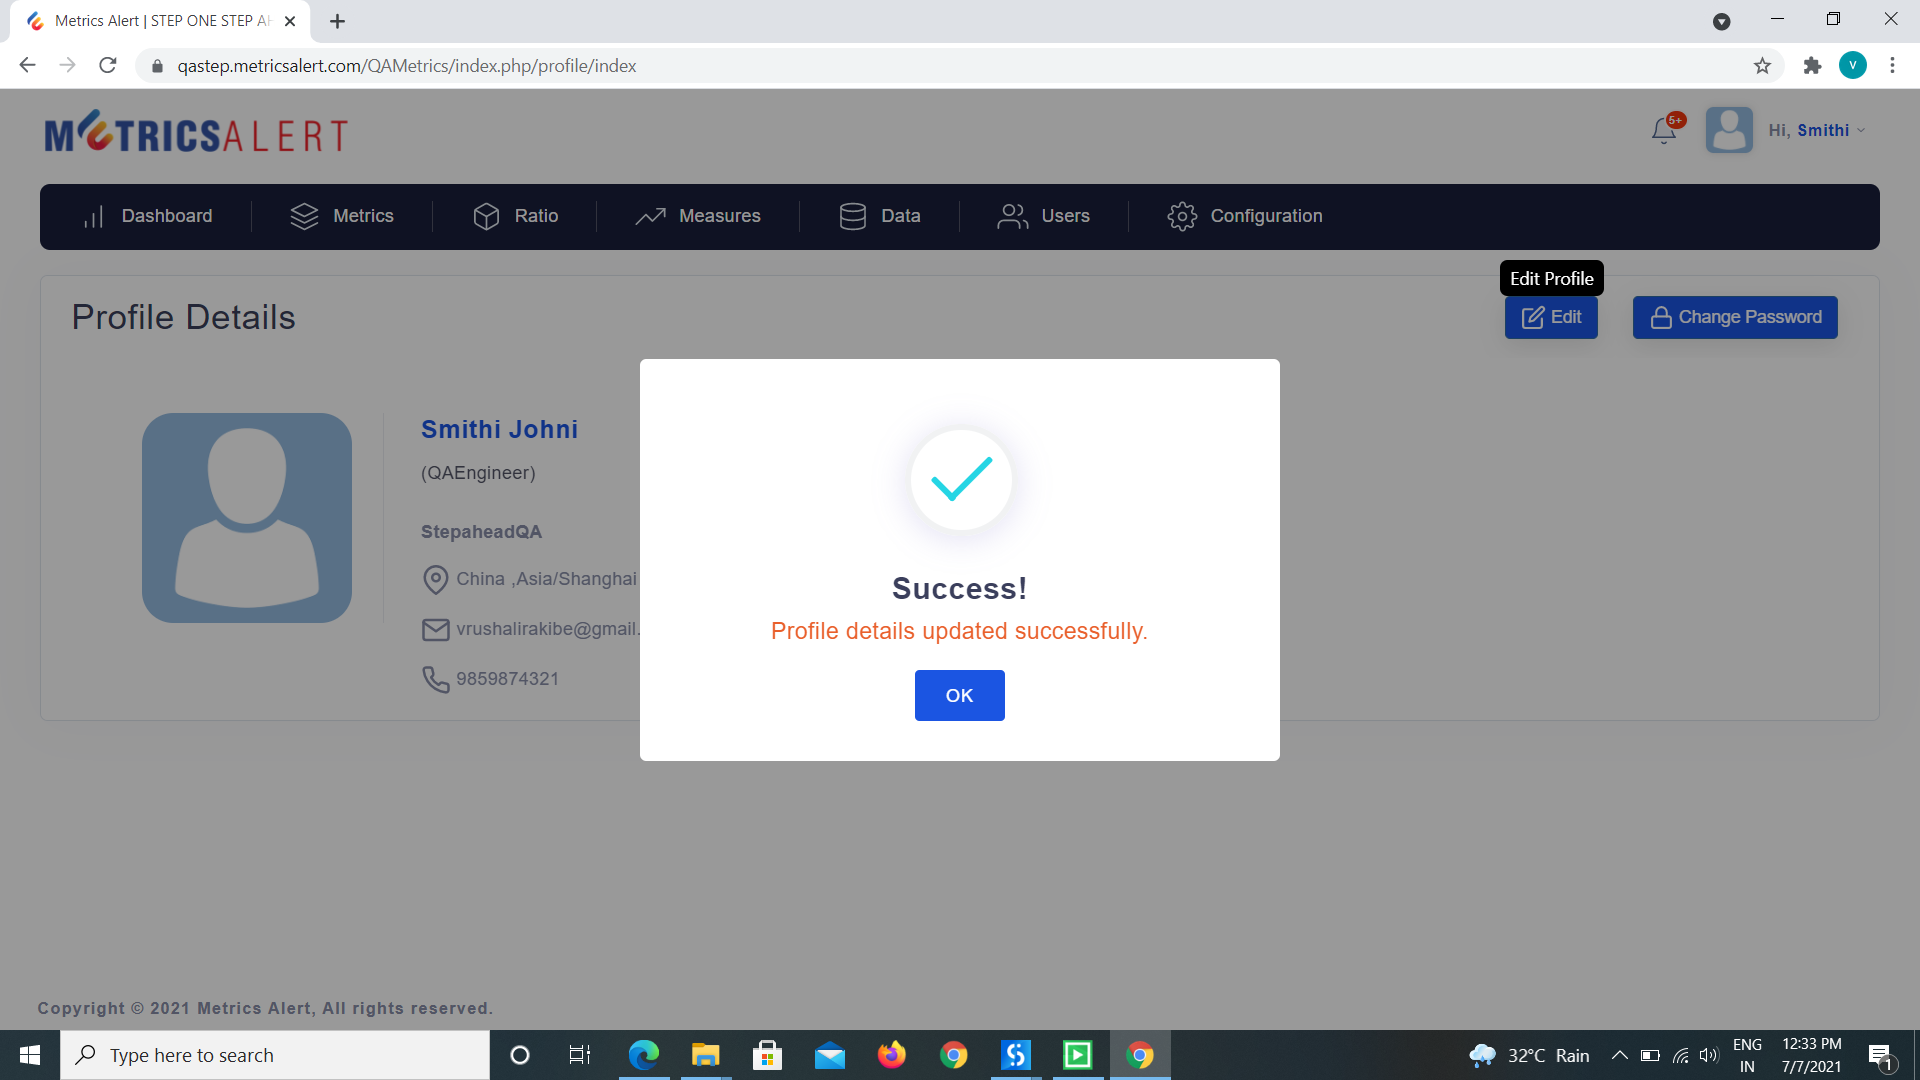 Metrics Alert | STEP ONE STEP AH
qastep.metricsalert.com/QAMetrics/index.php/profile/index
V
METRICSALERT
5+
Hi, Smithi
Dashboard
Metrics
Ratio
Measures
Data
Users
Configuration
Edit Profile
Profile Details
Edit
Change Password
Smithi Johni
(QAEngineer)
StepaheadQA
China ,Asia/Shanghai
vrushalirakibe@gmail.
9859874321
Success!
Profile details updated successfully.
OK
Copyright © 2021 Metrics Alert, All rights reserved.
Type here to search
32°C Rain
ENG
IN
12:33 PM
7/7/2021
1